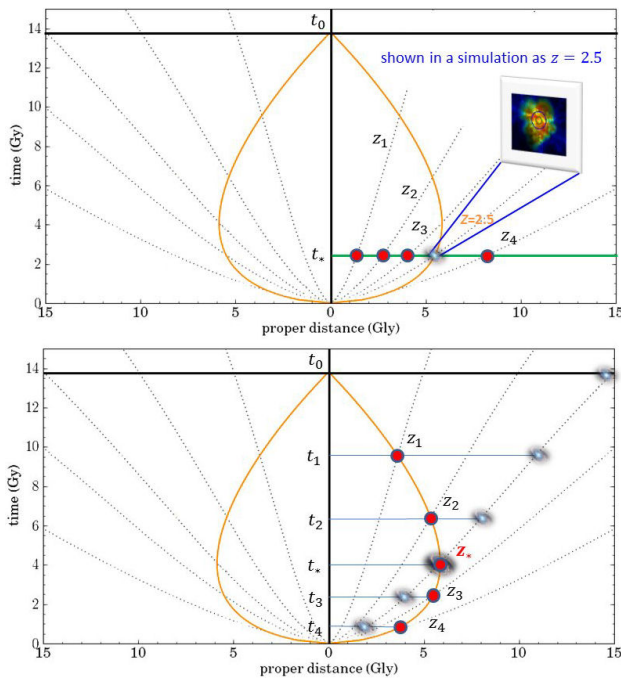 t₀
shown in a simulation as z = 2.5
14
12
10
8
6
4
2
0
time (Gy)
z₁
z₂
z₃
Z=2.5
z₄
t*
15
10
5
0
5
10
15
proper distance (Gly)
t₀
14
12
10
8
6
4
2
0
time (Gy)
t₁
z₁
t₂
z₂
t*
z*
t₃
z₃
t₄
z₄
15
10
5
0
5
10
15
proper distance (Gly)